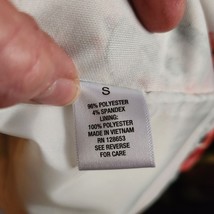 S
96% POLYESTER
4% SPANDEX
LINING:
100% POLYESTER
MADE IN VIETNAM
RN 128653
SEE REVERSE
FOR CARE